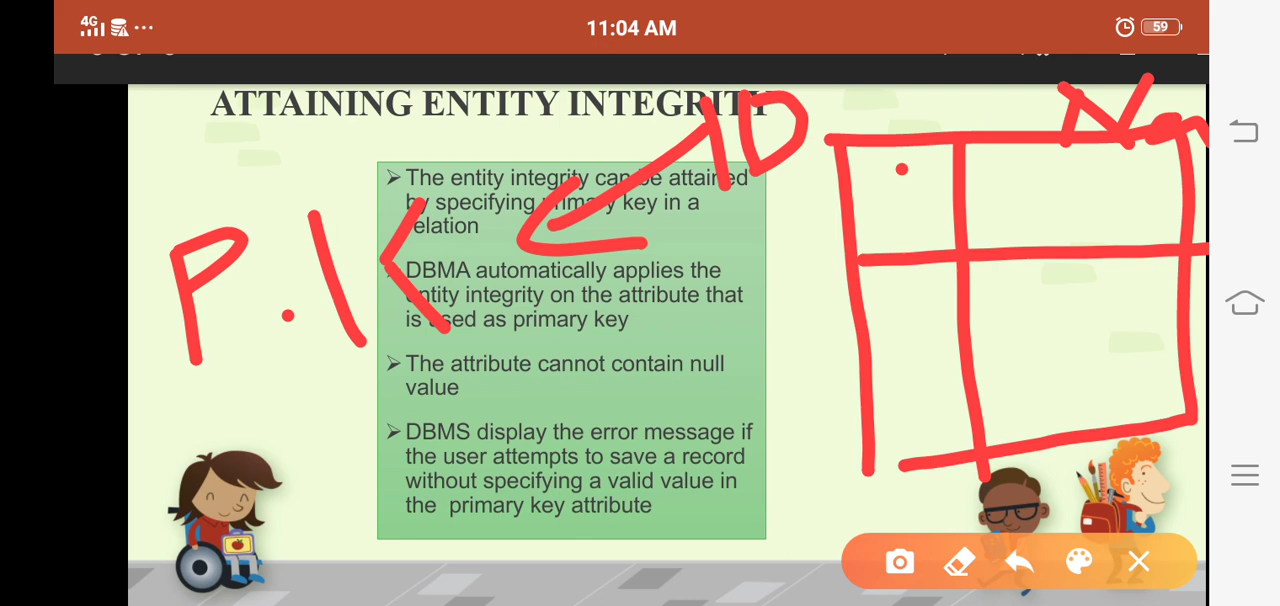 4G
11:04 AM
59
ATTAINING ENTITY INTEGRITY
ID
➢ The entity integrity can be attained
by specifying primary key in a
relation
P.K
➢ DBMA automatically applies the
entity integrity on the attribute that
is used as primary key
➢ The attribute cannot contain null
value
➢ DBMS display the error message if
the user attempts to save a record
without specifying a valid value in
the primary key attribute